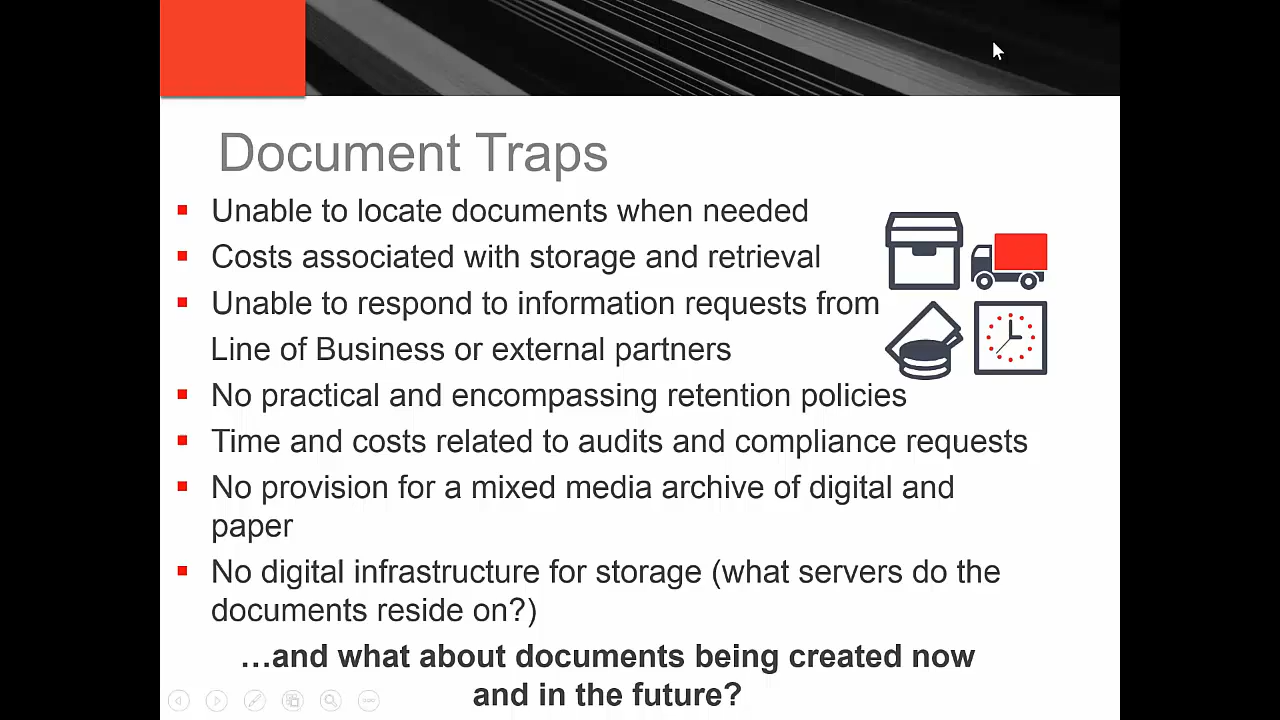 Document Traps
Unable to locate documents when needed
Costs associated with storage and retrieval
Unable to respond to information requests from
Line of Business or external partners
No practical and encompassing retention policies
Time and costs related to audits and compliance requests
No provision for a mixed media archive of digital and
paper
No digital infrastructure for storage (what servers do the
documents reside on?)
…and what about documents being created now
and in the future?